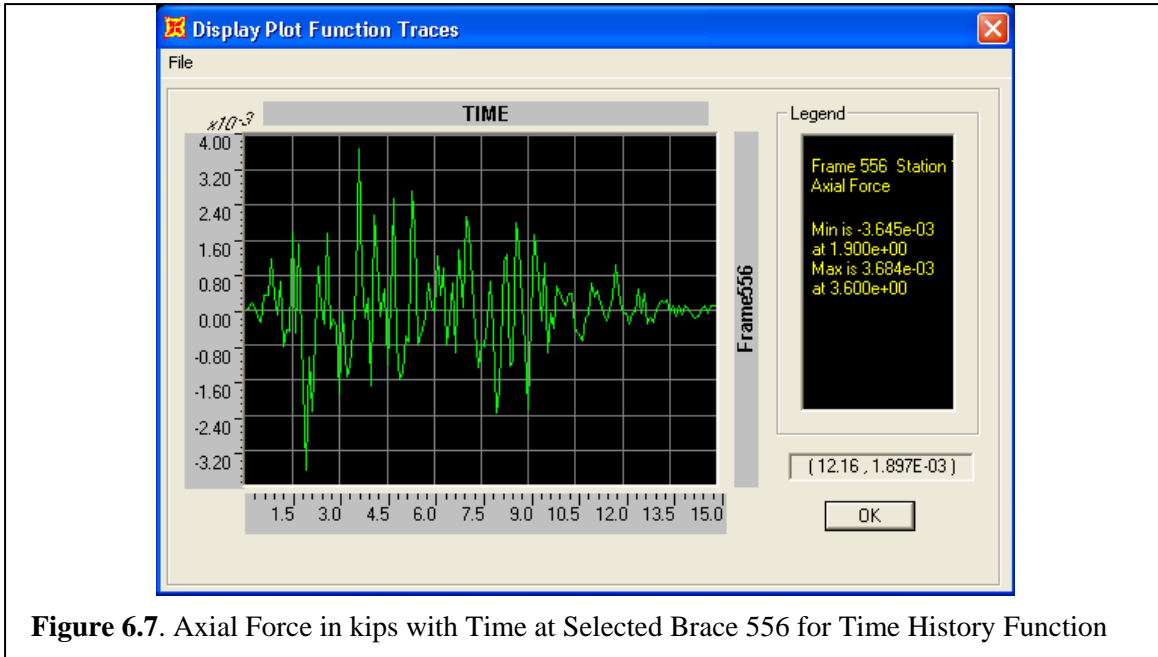 Display Plot Function Traces
File
TIME
x10-3
4.00
3.20
2.40
1.60
0.80
0.00
-0.80
-1.60
-2.40
-3.20
1.5 3.0 4.5 6.0 7.5 9.0 10.5 12.0 13.5 15.0
Frame556
Legend
Frame 556 Station
Axial Force
Min is -3.645e-03
at 1.900e+00
Max is 3.684e-03
at 3.600e+00
( 12.16 , 1.897E-03 )
OK
Figure 6.7. Axial Force in kips with Time at Selected Brace 556 for Time History Function